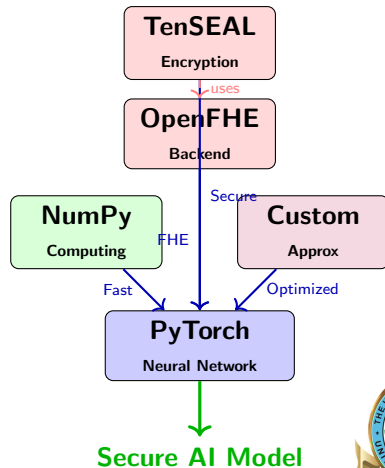 TenSEAL
Encryption
uses
OpenFHE
Backend
Secure
NumPy
Computing
FHE
Custom
Approx
Fast
Optimized
PyTorch
Neural Network
Secure AI Model